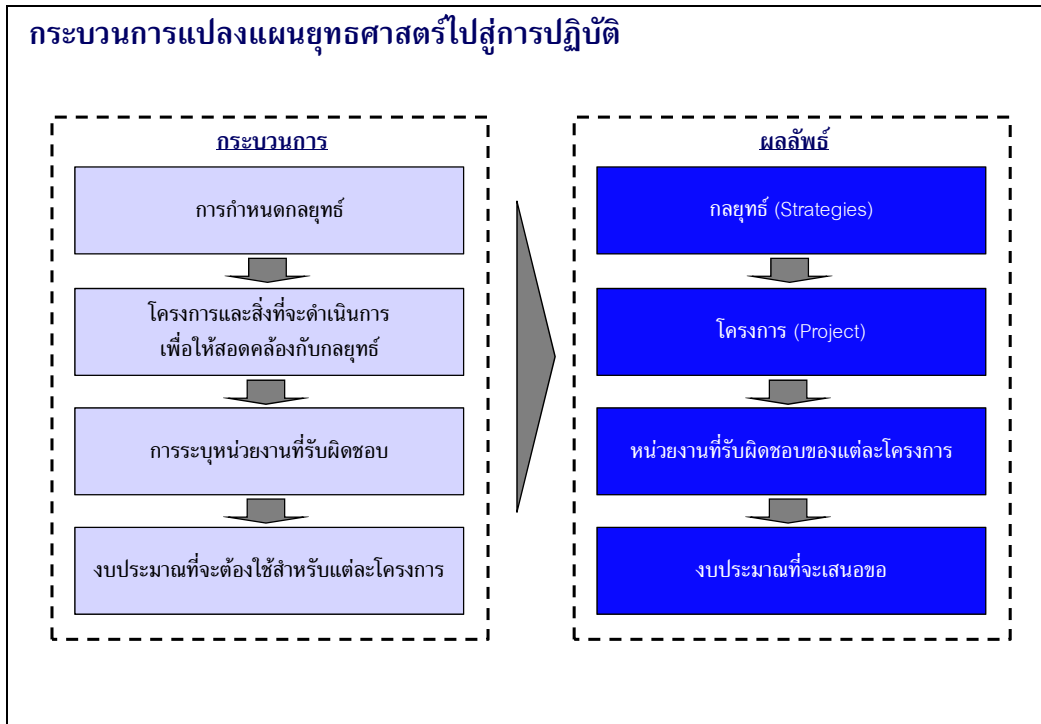 กระบวนการแปลงแผนยุทธศาสตร์ไปสู่การปฏิบัติ
กระบวนการ
การกำหนดกลยุทธ์
โครงการและสิ่งที่จะดำเนินการ
เพื่อให้สอดคล้องกับกลยุทธ์
การระบุหน่วยงานที่รับผิดชอบ
งบประมาณที่จะต้องใช้สำหรับแต่ละโครงการ
ผลลัพธ์
กลยุทธ์ (Strategies)
โครงการ (Project)
หน่วยงานที่รับผิดชอบของแต่ละโครงการ
งบประมาณที่จะเสนอขอ